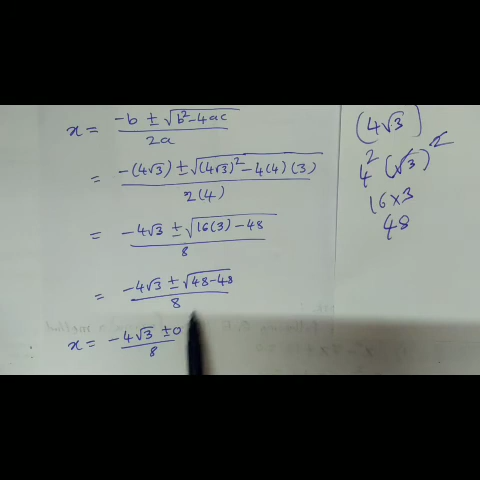 x = (-b ± √(b²-4ac)) / 2a
= (-(4√3) ± √((4√3)² - 4(4)(3))) / 2(4)
= (-4√3 ± √(16(3) - 48)) / 8
= (-4√3 ± √(48-48)) / 8
x = (-4√3 ± 0) / 8
(4√3)
4² (√3)²
16×3
48